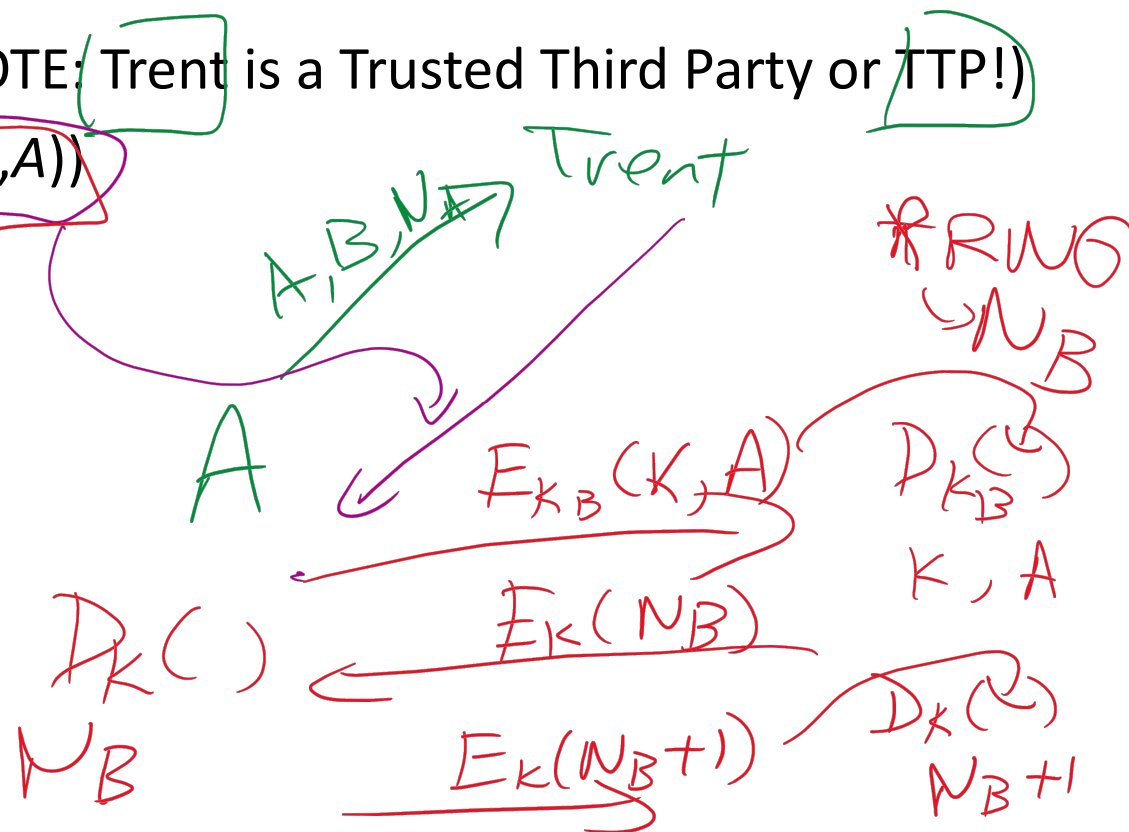 OTE: Trent is a Trusted Third Party or TTP!)
,A))
Trent
A, B, NA
*RNG
NB
A
EKB(K, A)
DKB( )
K, A
EK(NB)
DK( )
NB
DK( )
EK(NB+1)
NB+1